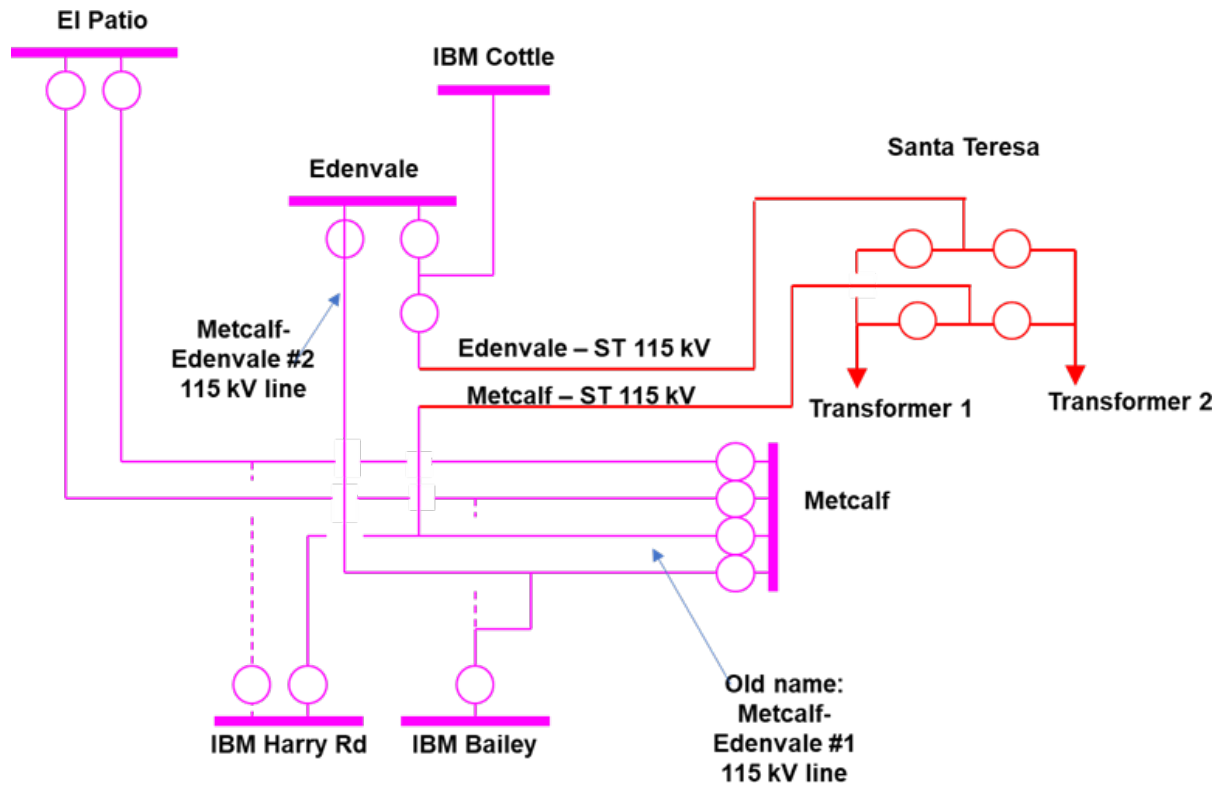 El Patio
IBM Cottle
Santa Teresa
Edenvale
Metcalf-
Edenvale #2
115 kV line
Edenvale – ST 115 kV
Metcalf – ST 115 kV
Transformer 1
Transformer 2
Metcalf
Old name:
Metcalf-
Edenvale #1
115 kV line
IBM Harry Rd
IBM Bailey